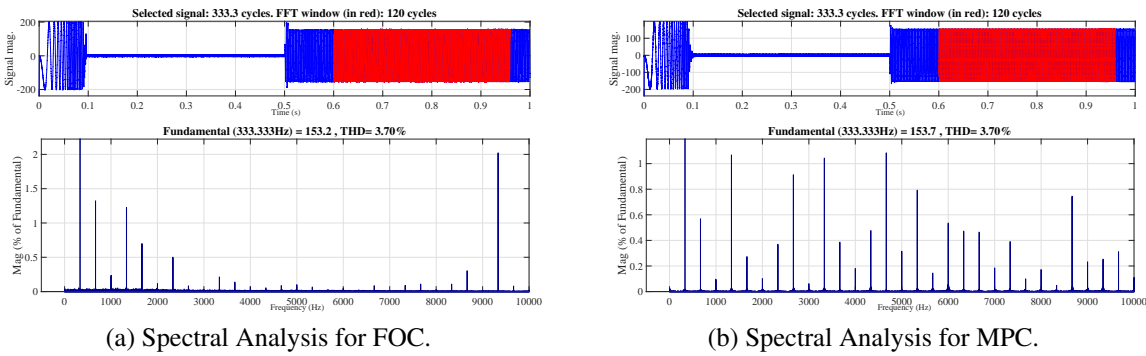 Selected signal: 333.3 cycles. FFT window (in red): 120 cycles
Signal mag.
200
0
-200
0 0.1 0.2 0.3 0.4 0.5 0.6 0.7 0.8 0.9 1
Time (s)
Fundamental (333.333Hz) = 153.2 , THD= 3.70%
Mag (% of Fundamental)
2
1.5
1
0.5
0
0 1000 2000 3000 4000 5000 6000 7000 8000 9000 10000
Frequency (Hz)
(a) Spectral Analysis for FOC.
Selected signal: 333.3 cycles. FFT window (in red): 120 cycles
Signal mag.
200
100
0
-100
-200
0 0.1 0.2 0.3 0.4 0.5 0.6 0.7 0.8 0.9 1
Time (s)
Fundamental (333.333Hz) = 153.7 , THD= 3.70%
Mag (% of Fundamental)
1
0.8
0.6
0.4
0.2
0
0 1000 2000 3000 4000 5000 6000 7000 8000 9000 10000
Frequency (Hz)
(b) Spectral Analysis for MPC.